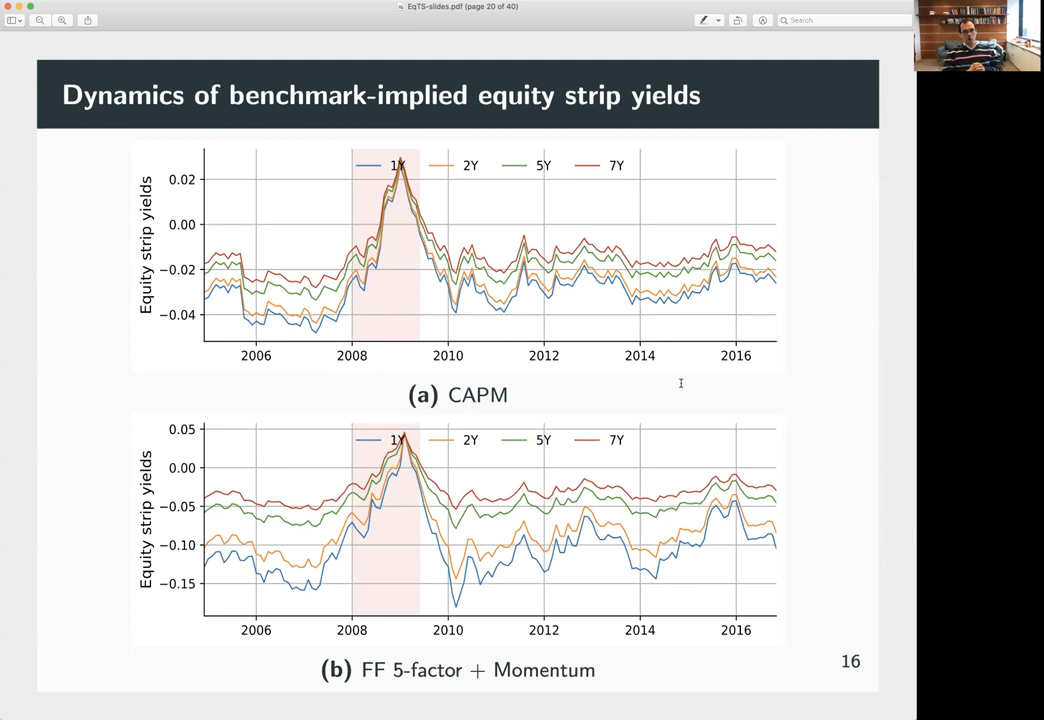 EqTS-slides.pdf (page 20 of 40)
Search
Dynamics of benchmark-implied equity strip yields
1Y 2Y 5Y 7Y
Equity strip yields
0.02
0.00
−0.02
−0.04
2006 2008 2010 2012 2014 2016
(a) CAPM
1Y 2Y 5Y 7Y
Equity strip yields
0.05
0.00
−0.05
−0.10
−0.15
2006 2008 2010 2012 2014 2016
(b) FF 5-factor + Momentum
16